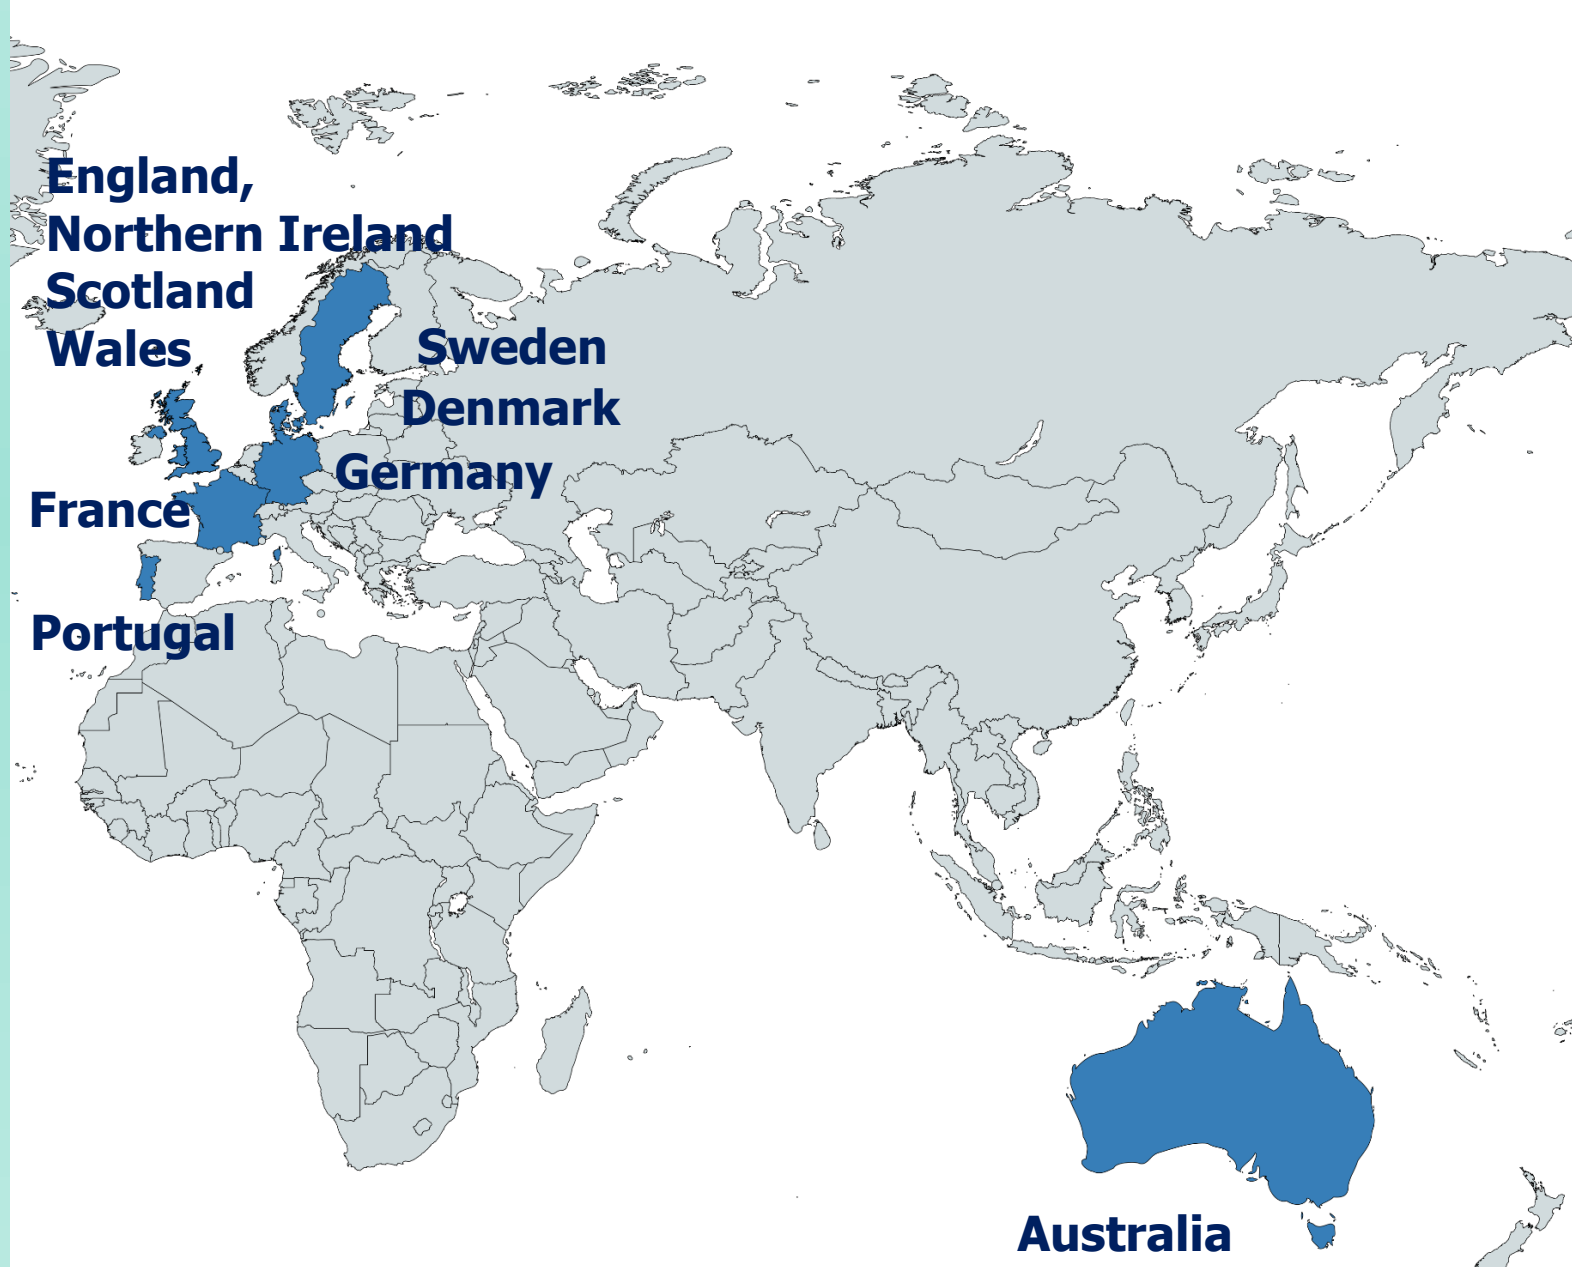 England,
Northern Ireland
Scotland
Wales
Sweden
Denmark
Germany
France
Portugal
Australia